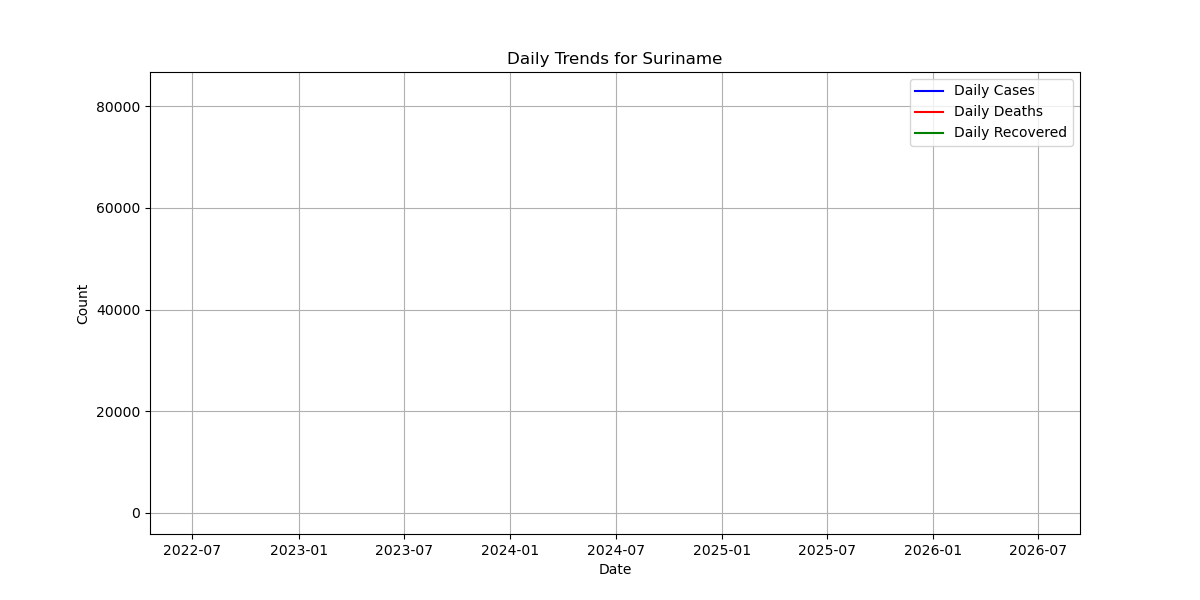 Daily Trends for Suriname
Daily Cases
Daily Deaths
Daily Recovered
80000
60000
40000
20000
0
Count
2022-07 2023-01 2023-07 2024-01 2024-07 2025-01 2025-07 2026-01 2026-07
Date